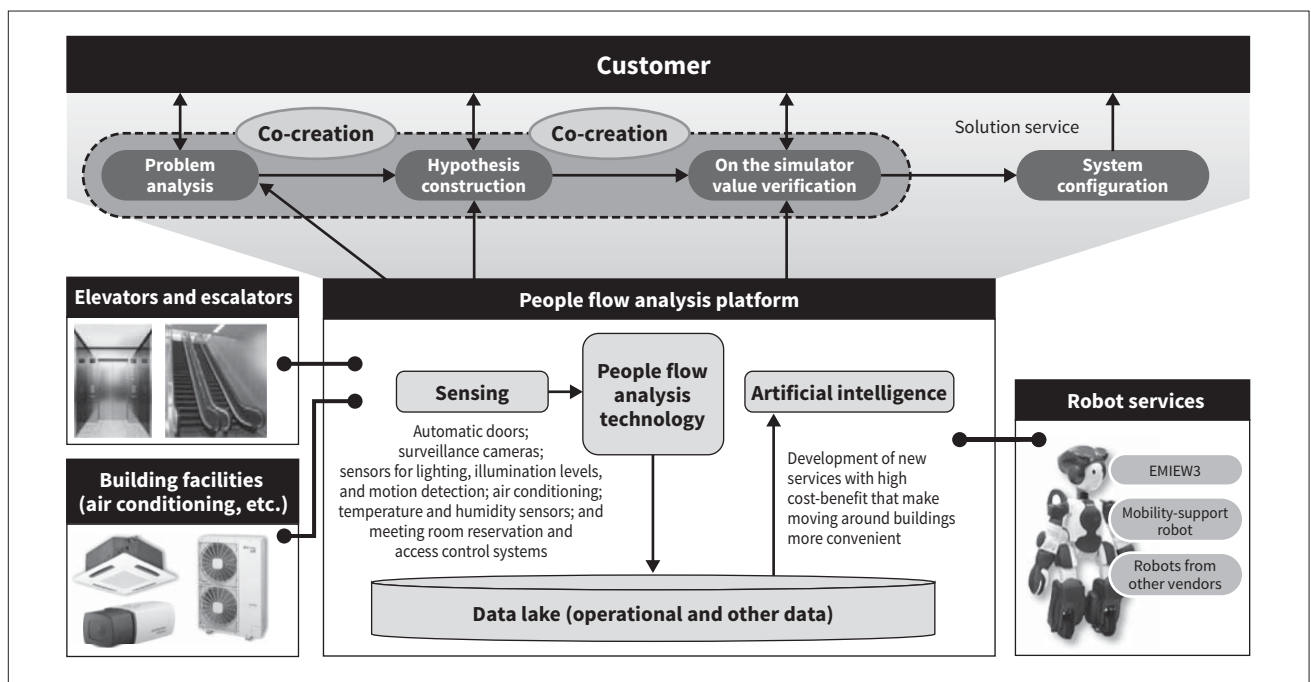 Customer
Co-creation
Co-creation
Solution service
Problem
analysis
Hypothesis
construction
On the simulator
value verification
System
configuration
Elevators and escalators
Building facilities
(air conditioning, etc.)
People flow analysis platform
Sensing
People flow
analysis
technology
Artificial intelligence
Automatic doors;
surveillance cameras;
sensors for lighting, illumination levels,
and motion detection; air conditioning;
temperature and humidity sensors; and
meeting room reservation and
access control systems
Development of new
services with high
cost-benefit that make
moving around buildings
more convenient
Data lake (operational and other data)
Robot services
EMIEW3
Mobility-support
robot
Robots from
other vendors